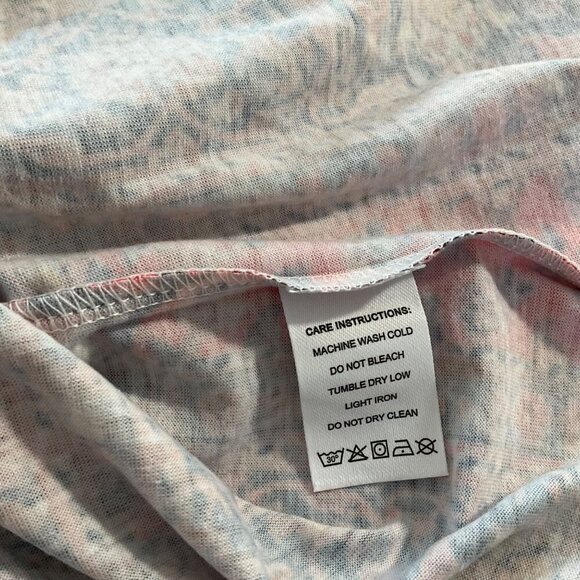 CARE INSTRUCTIONS:
MACHINE WASH COLD
DO NOT BLEACH
TUMBLE DRY LOW
LIGHT IRON
DO NOT DRY CLEAN
30°